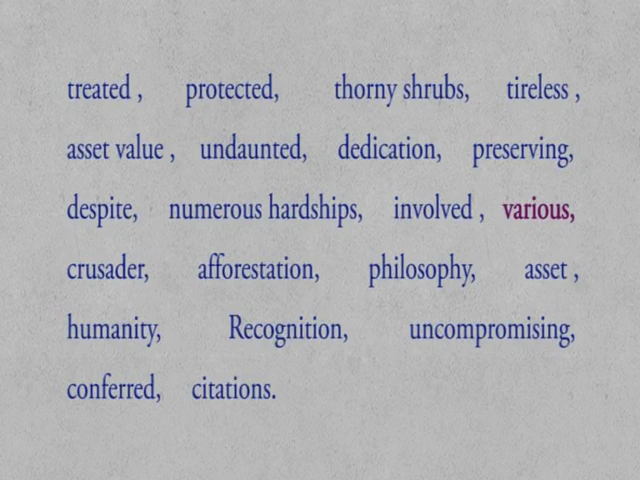 treated , protected, thorny shrubs, tireless ,
asset value , undaunted, dedication, preserving,
despite, numerous hardships, involved , various,
crusader, afforestation, philosophy, asset ,
humanity, Recognition, uncompromising,
conferred, citations.